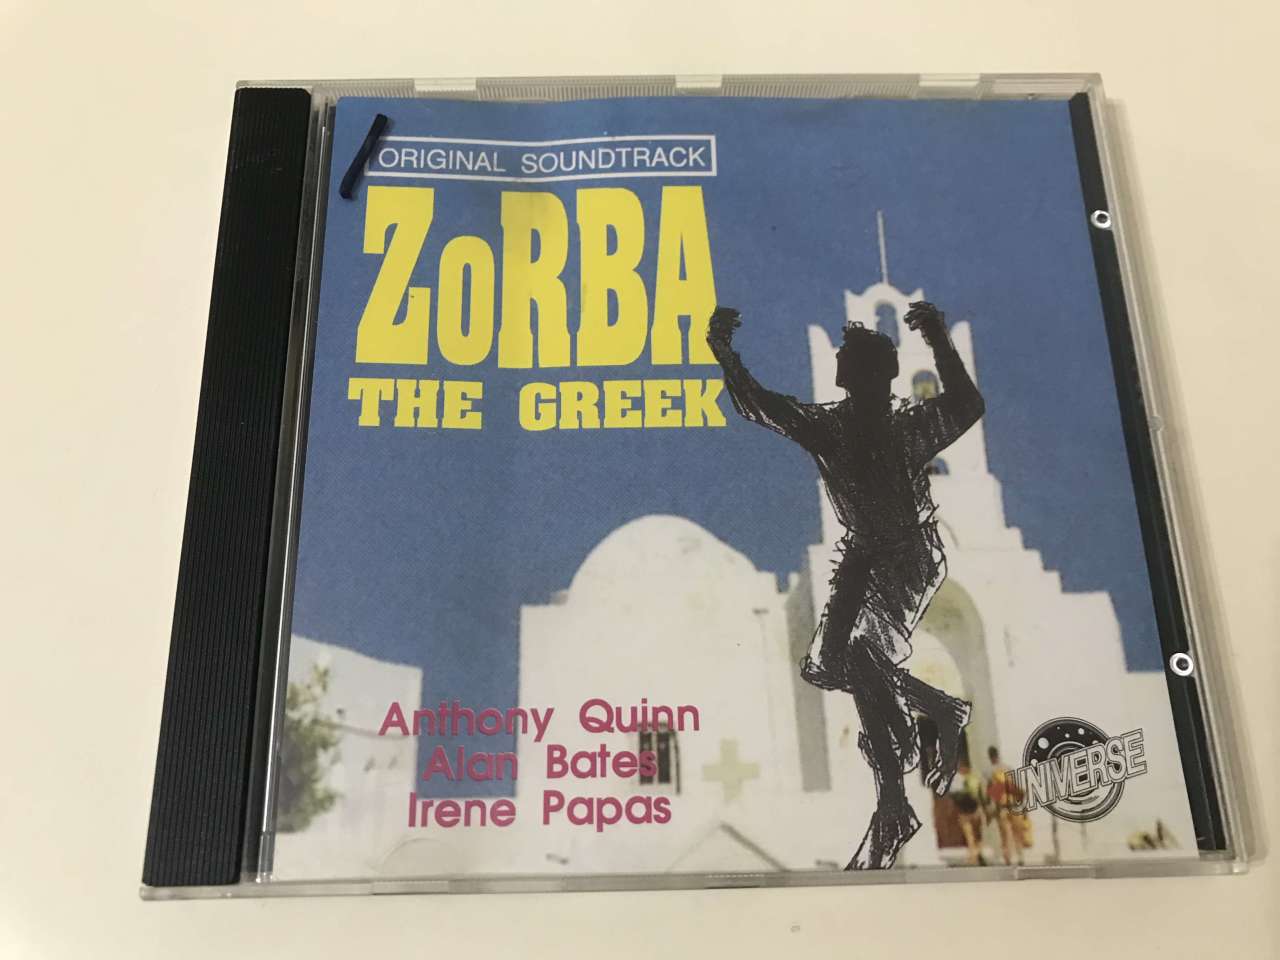 ORIGINAL SOUNDTRACK
ZORBA
THE GREEK
Anthony Quinn
Alan Bates
Irene Papas
UNIVERSE